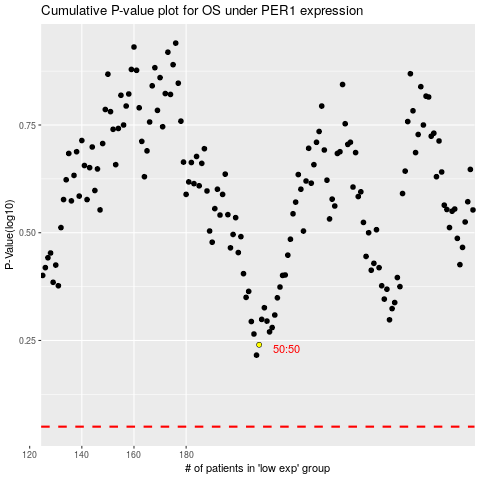 Cumulative P-value plot for OS under PER1 expression
P-Value(log10)
0.75
0.50
0.25
50:50
120 140 160 180
# of patients in 'low exp' group